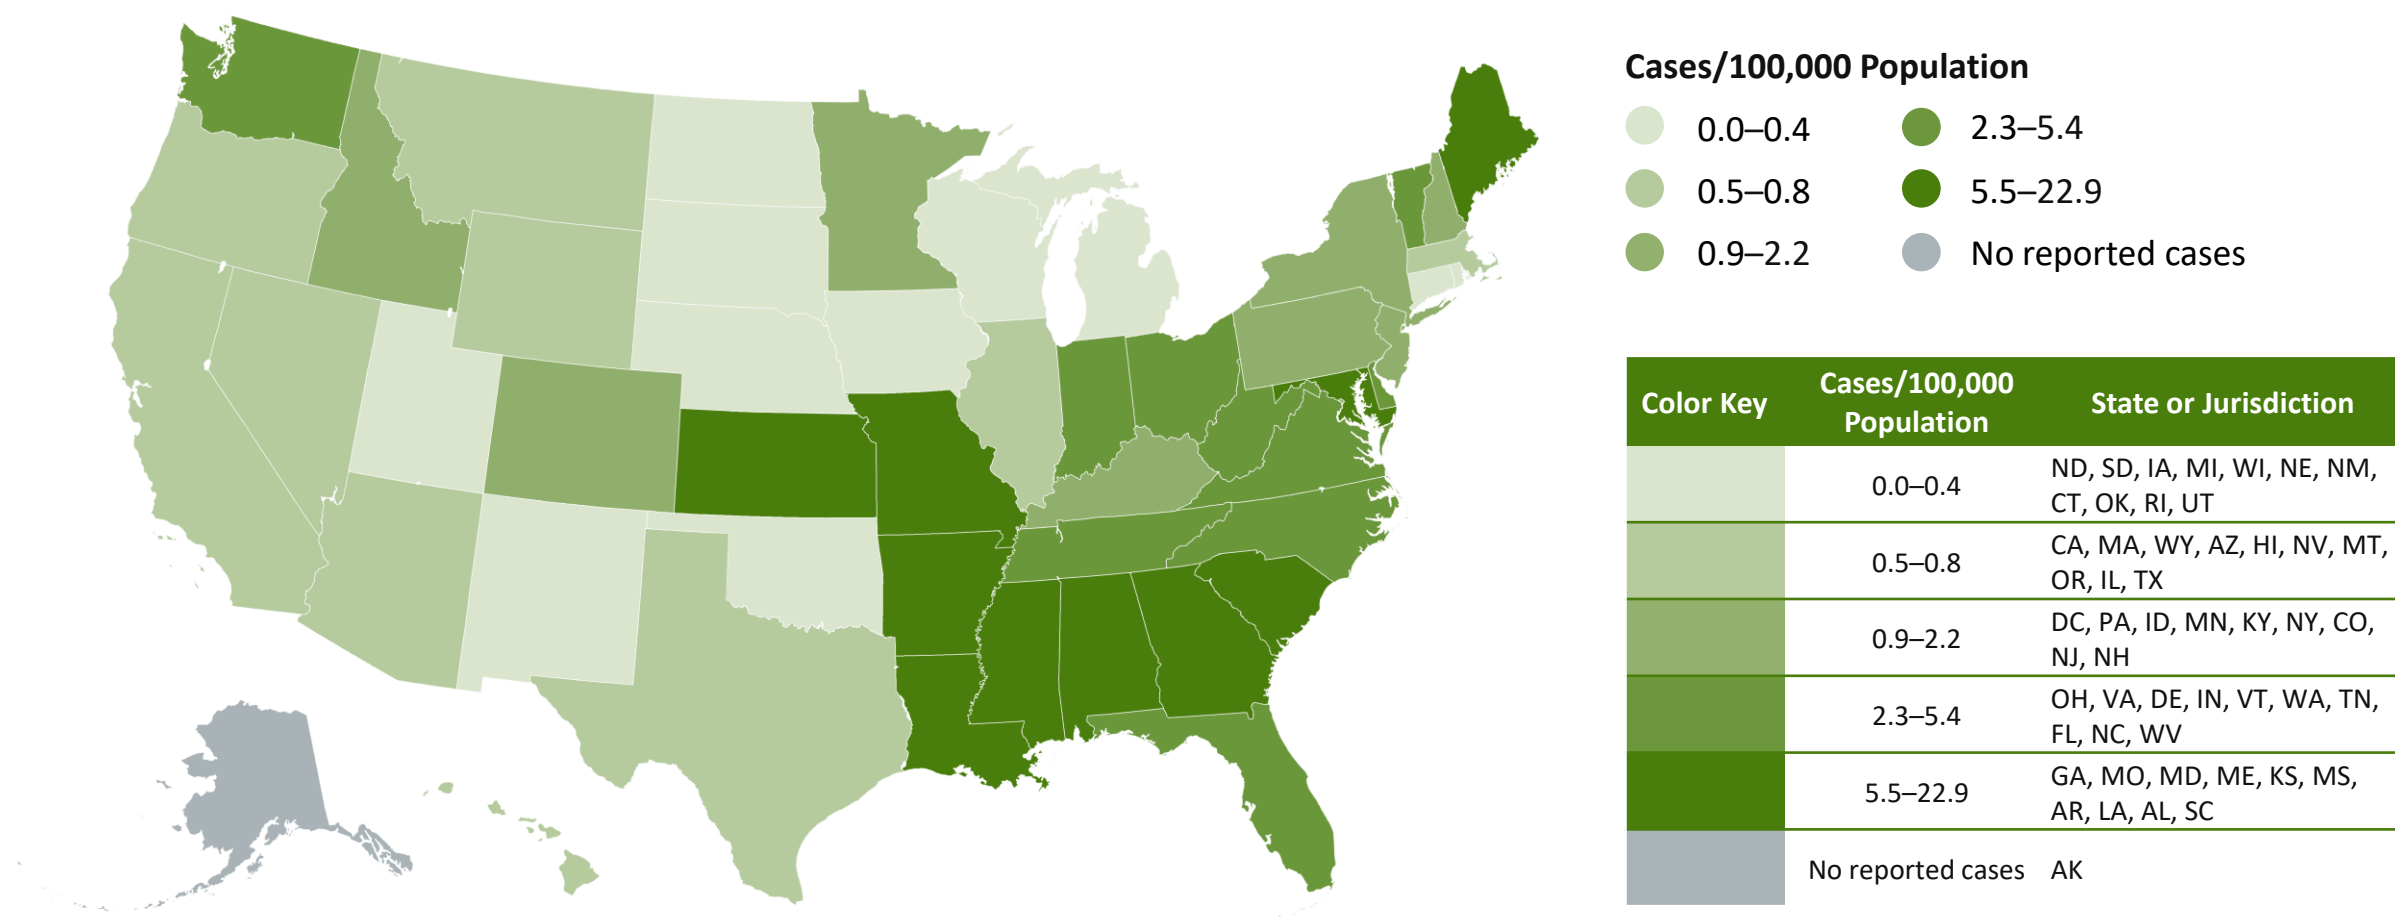 Cases/100,000 Population
0.0–0.4
2.3–5.4
0.5–0.8
5.5–22.9
0.9–2.2
No reported cases
Color Key
Cases/100,000
Population
State or Jurisdiction
0.0–0.4
ND, SD, IA, MI, WI, NE, NM,
CT, OK, RI, UT
0.5–0.8
CA, MA, WY, AZ, HI, NV, MT,
OR, IL, TX
0.9–2.2
DC, PA, ID, MN, KY, NY, CO,
NJ, NH
2.3–5.4
OH, VA, DE, IN, VT, WA, TN,
FL, NC, WV
5.5–22.9
GA, MO, MD, ME, KS, MS,
AR, LA, AL, SC
No reported cases
AK